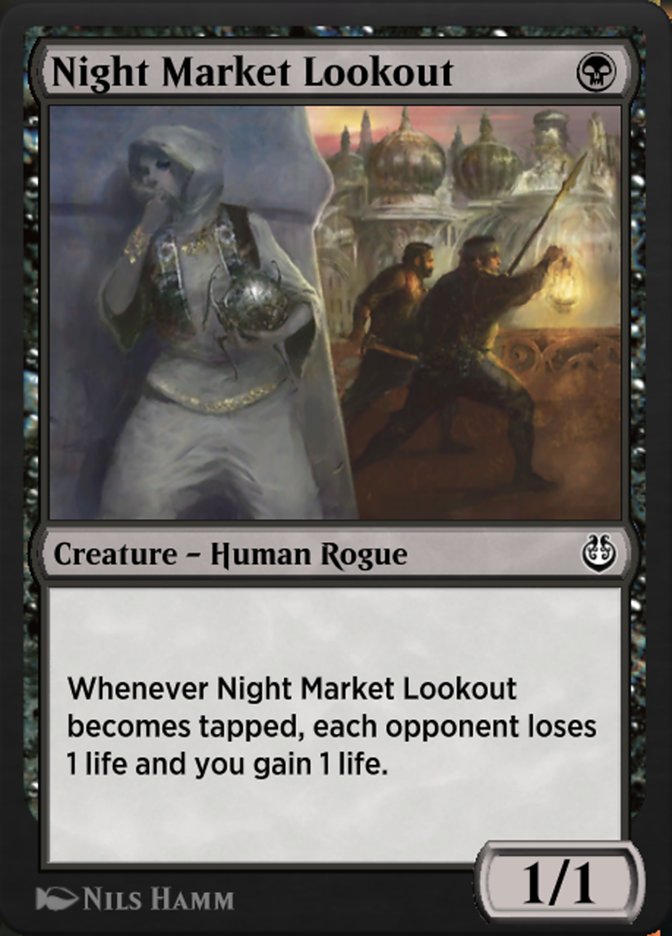 Night Market Lookout
Creature – Human Rogue
Whenever Night Market Lookout
becomes tapped, each opponent loses
1 life and you gain 1 life.
1/1
Nils Hamm